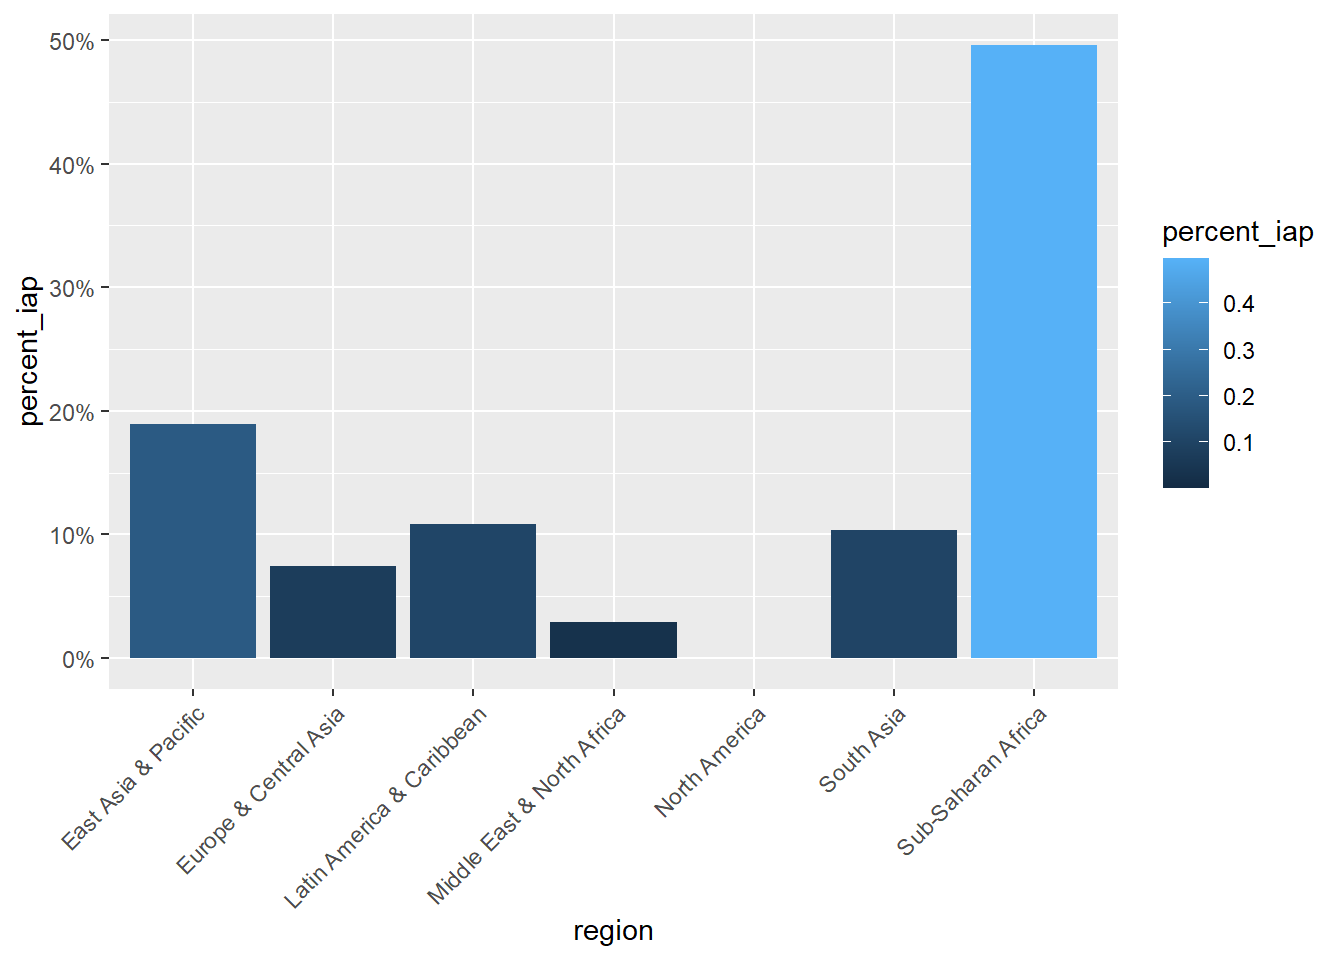 50%
40%
30%
20%
10%
0%
percent_iap
East Asia & Pacific
Europe & Central Asia
Latin America & Caribbean
Middle East & North Africa
North America
South Asia
Sub-Saharan Africa
region
percent_iap
0.4
0.3
0.2
0.1